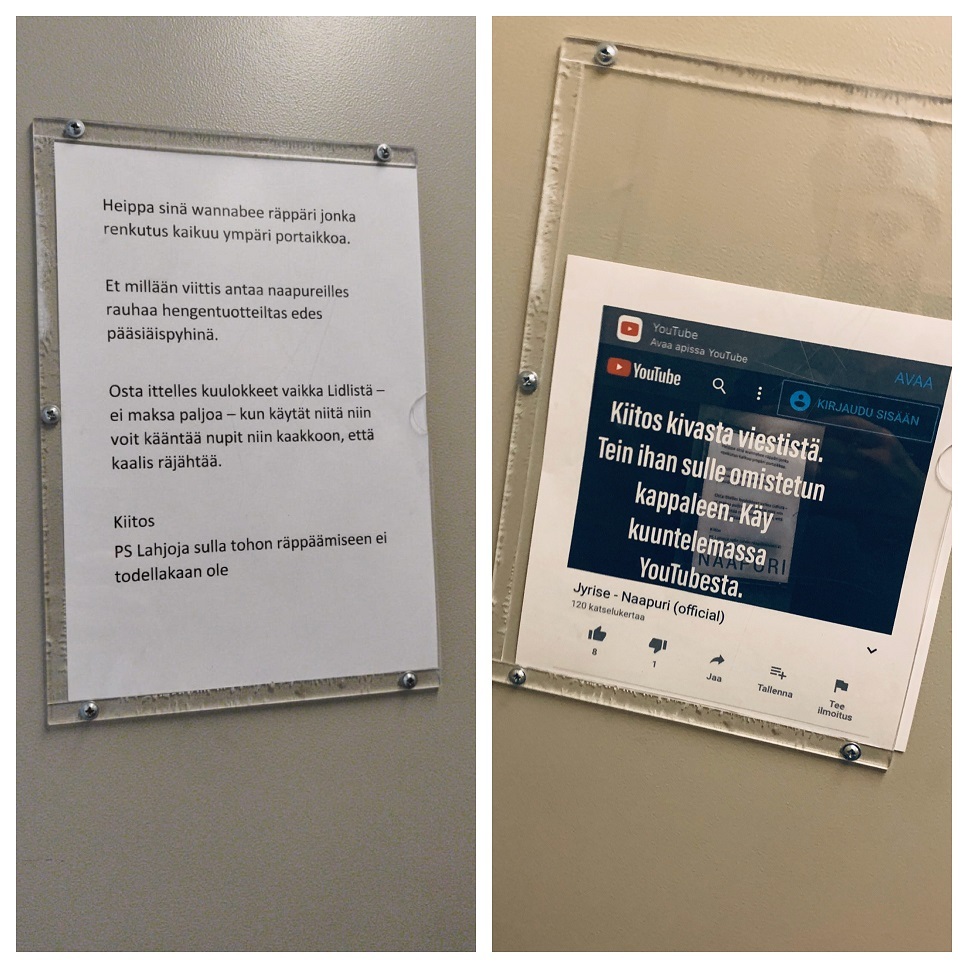 Heippa sinä wannabee räppäri jonka
renkutus kaikuu ympäri portaikkoa.
Et millään viittis antaa naapureilles
rauhaa hengentuotteiltas edes
pääsiäispyhinä.
Osta ittelles kuulokkeet vaikka Lidlistä –
ei maksa paljoa – kun käytät niitä niin
voit kääntää nupit niin kaakkoon, että
kaalis räjähtää.
Kiitos
PS Lahjoja sulla tohon räppäämiseen ei
todellakaan ole
YouTube
Avaa apissa YouTube
AVAA
YouTube
KIRJAUDU SISÄÄN
Kiitos kivasta viestistä.
Tein ihan sulle omistetun
kappaleen. Käy
kuuntelemassa
YouTubesta.
NAAPURI
Jyrise - Naapuri (official)
120 katselukertaa
8
1
Jaa
Tallenna
Tee
ilmoitus